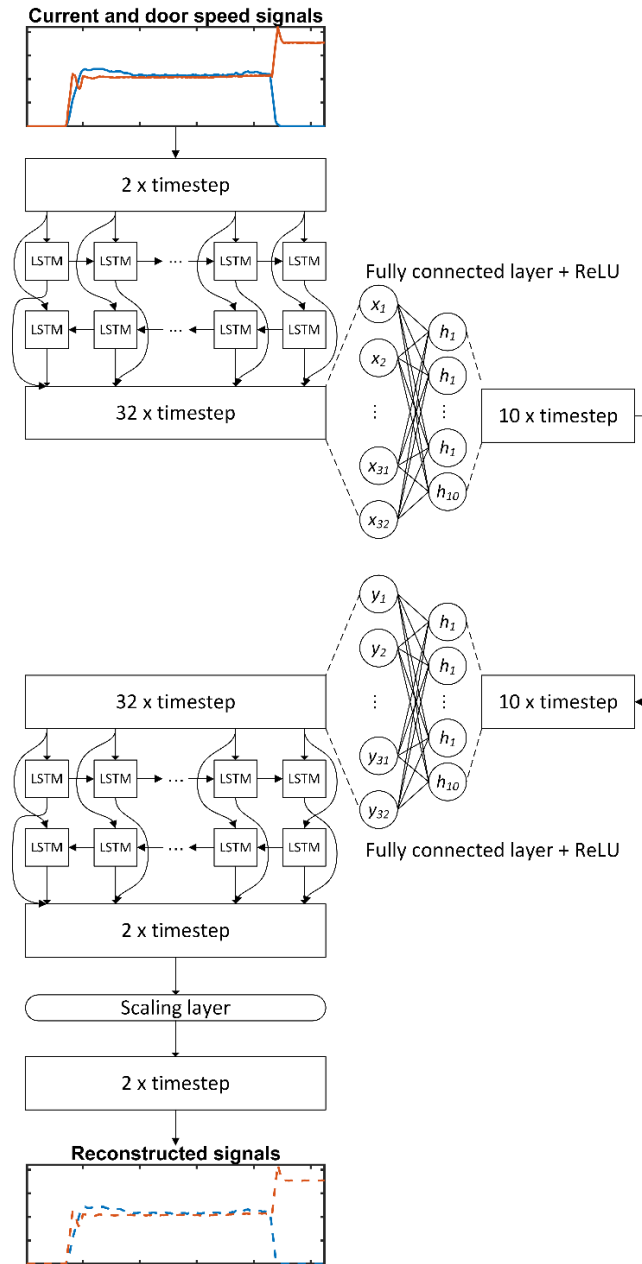 Current and door speed signals
2 x timestep
LSTM LSTM ... LSTM LSTM
LSTM LSTM ... LSTM LSTM
32 x timestep
Fully connected layer + ReLU
x1
x2
⋮
x31
x32
h1
h1
⋮
h1
h10
10 x timestep
y1
y2
⋮
y31
y32
h1
h1
⋮
h1
h10
10 x timestep
Fully connected layer + ReLU
32 x timestep
LSTM LSTM ... LSTM LSTM
LSTM LSTM ... LSTM LSTM
2 x timestep
Scaling layer
2 x timestep
Reconstructed signals